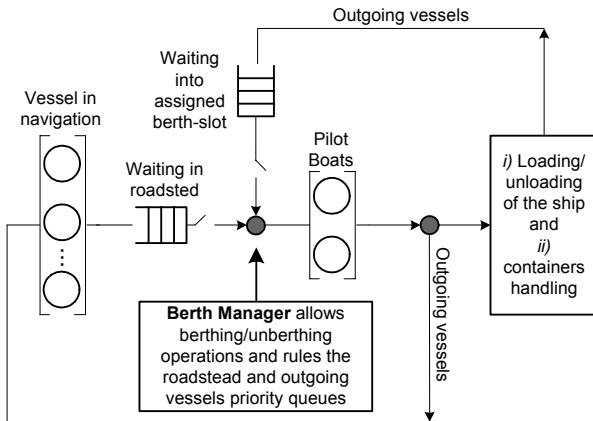 Outgoing vessels
Waiting
into
assigned
berth-slot
Vessel in
navigation
Waiting in
roadsted
Pilot
Boats
i) Loading/
unloading
of the ship
and
ii)
containers
handling
Outgoing
vessels
Berth Manager allows
berthing/unberthing
operations and rules the
roadstead and outgoing
vessels priority queues